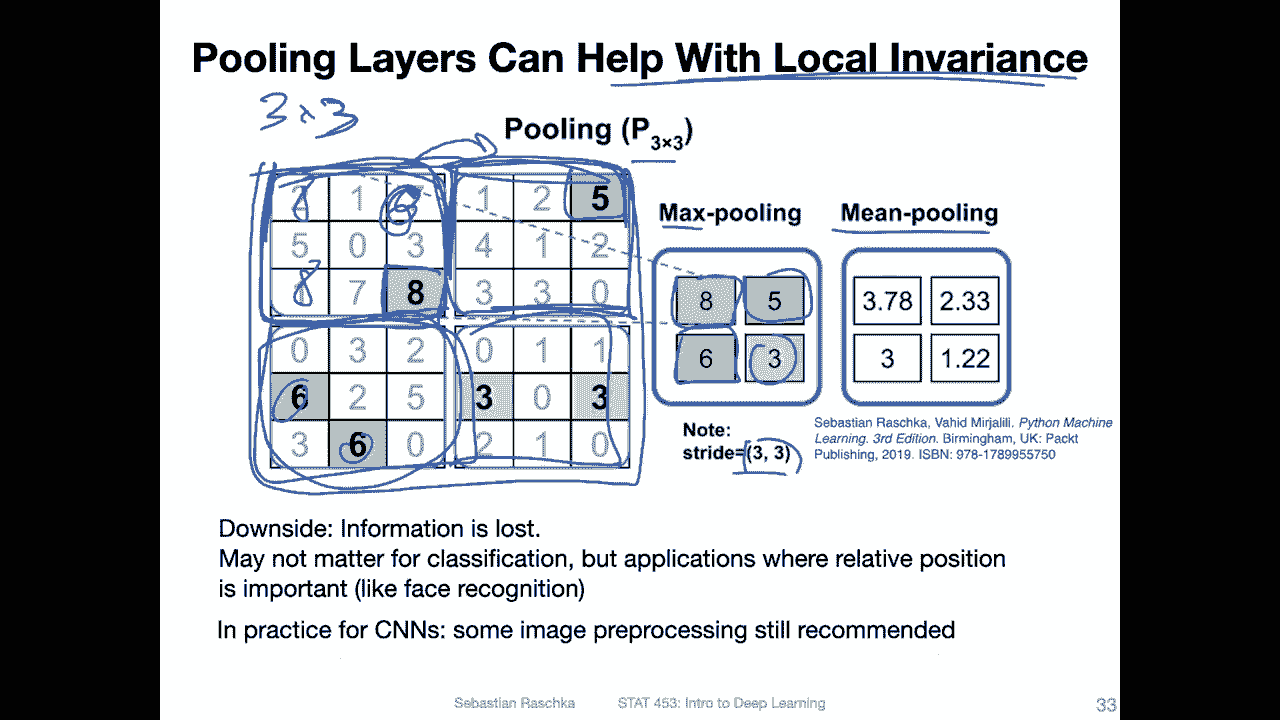 Pooling Layers Can Help With Local Invariance
3×3
Pooling (P3×3)
1 1 2 5
5 0 3 4 1 2
8 7 8 3 3 0
0 3 2 0 1 1
6 2 5 3 0 3
3 6 0 2 1 0
Max-pooling
8 5
6 3
Mean-pooling
3.78 2.33
3 1.22
Note:
stride=(3, 3)
Sebastian Raschka, Vahid Mirjalili. Python Machine
Learning. 3rd Edition. Birmingham, UK: Packt
Publishing, 2019. ISBN: 978-1789955750
Downside: Information is lost.
May not matter for classification, but applications where relative position
is important (like face recognition)
In practice for CNNs: some image preprocessing still recommended
Sebastian Raschka STAT 453: Intro to Deep Learning 33